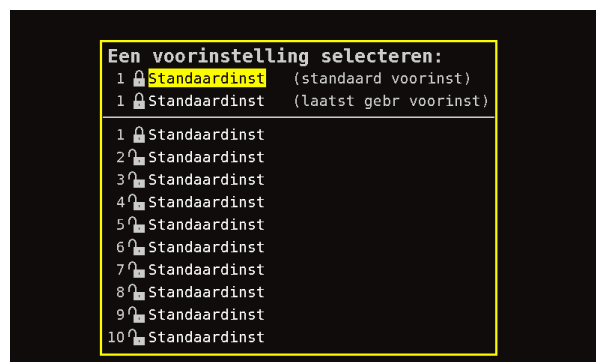 Een voorinstelling selecteren:
1 Standaardinst (standaard voorinst)
1 Standaardinst (laatst gebr voorinst)
1 Standaardinst
2 Standaardinst
3 Standaardinst
4 Standaardinst
5 Standaardinst
6 Standaardinst
7 Standaardinst
8 Standaardinst
9 Standaardinst
10 Standaardinst